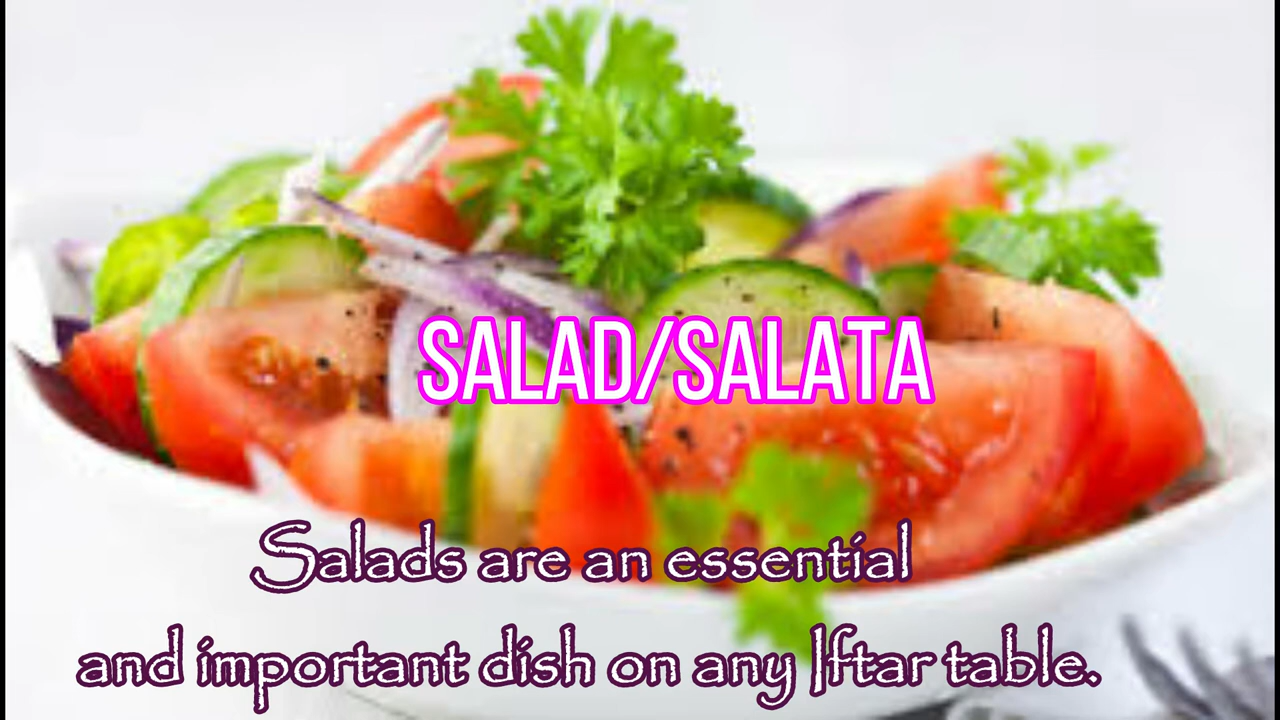 SALAD/SALATA
Salads are an essential
and important dish on any Iftar table.